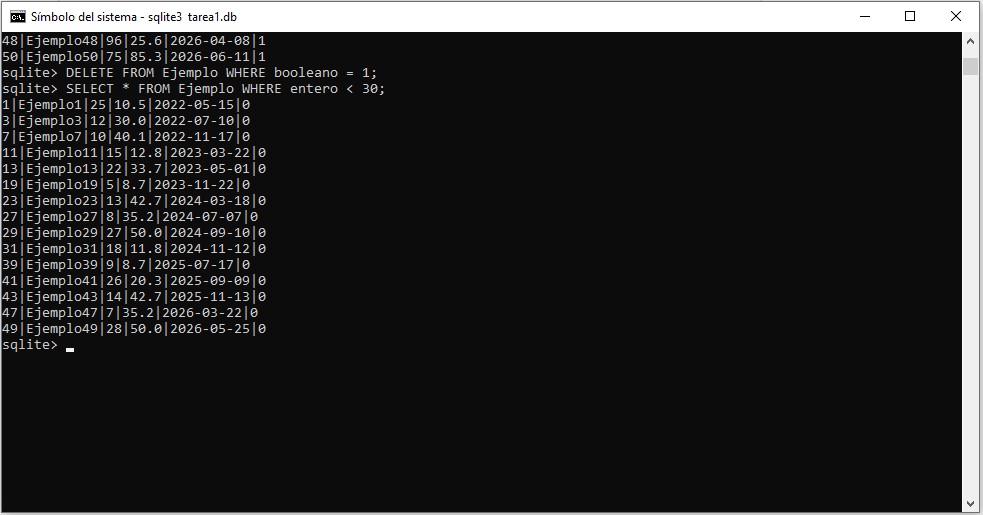 Símbolo del sistema - sqlite3 tarea1.db
48|Ejemplo48|96|25.6|2026-04-08|1
50|Ejemplo50|75|85.3|2026-06-11|1
sqlite> DELETE FROM Ejemplo WHERE booleano = 1;
sqlite> SELECT * FROM Ejemplo WHERE entero < 30;
1|Ejemplo1|25|10.5|2022-05-15|0
3|Ejemplo3|12|30.0|2022-07-10|0
7|Ejemplo7|10|40.1|2022-11-17|0
11|Ejemplo11|15|12.8|2023-03-22|0
13|Ejemplo13|22|33.7|2023-05-01|0
19|Ejemplo19|5|8.7|2023-11-22|0
23|Ejemplo23|13|42.7|2024-03-18|0
27|Ejemplo27|8|35.2|2024-07-07|0
29|Ejemplo29|27|50.0|2024-09-10|0
31|Ejemplo31|18|11.8|2024-11-12|0
39|Ejemplo39|9|8.7|2025-07-17|0
41|Ejemplo41|26|20.3|2025-09-09|0
43|Ejemplo43|14|42.7|2025-11-13|0
47|Ejemplo47|7|35.2|2026-03-22|0
49|Ejemplo49|28|50.0|2026-05-25|0
sqlite>